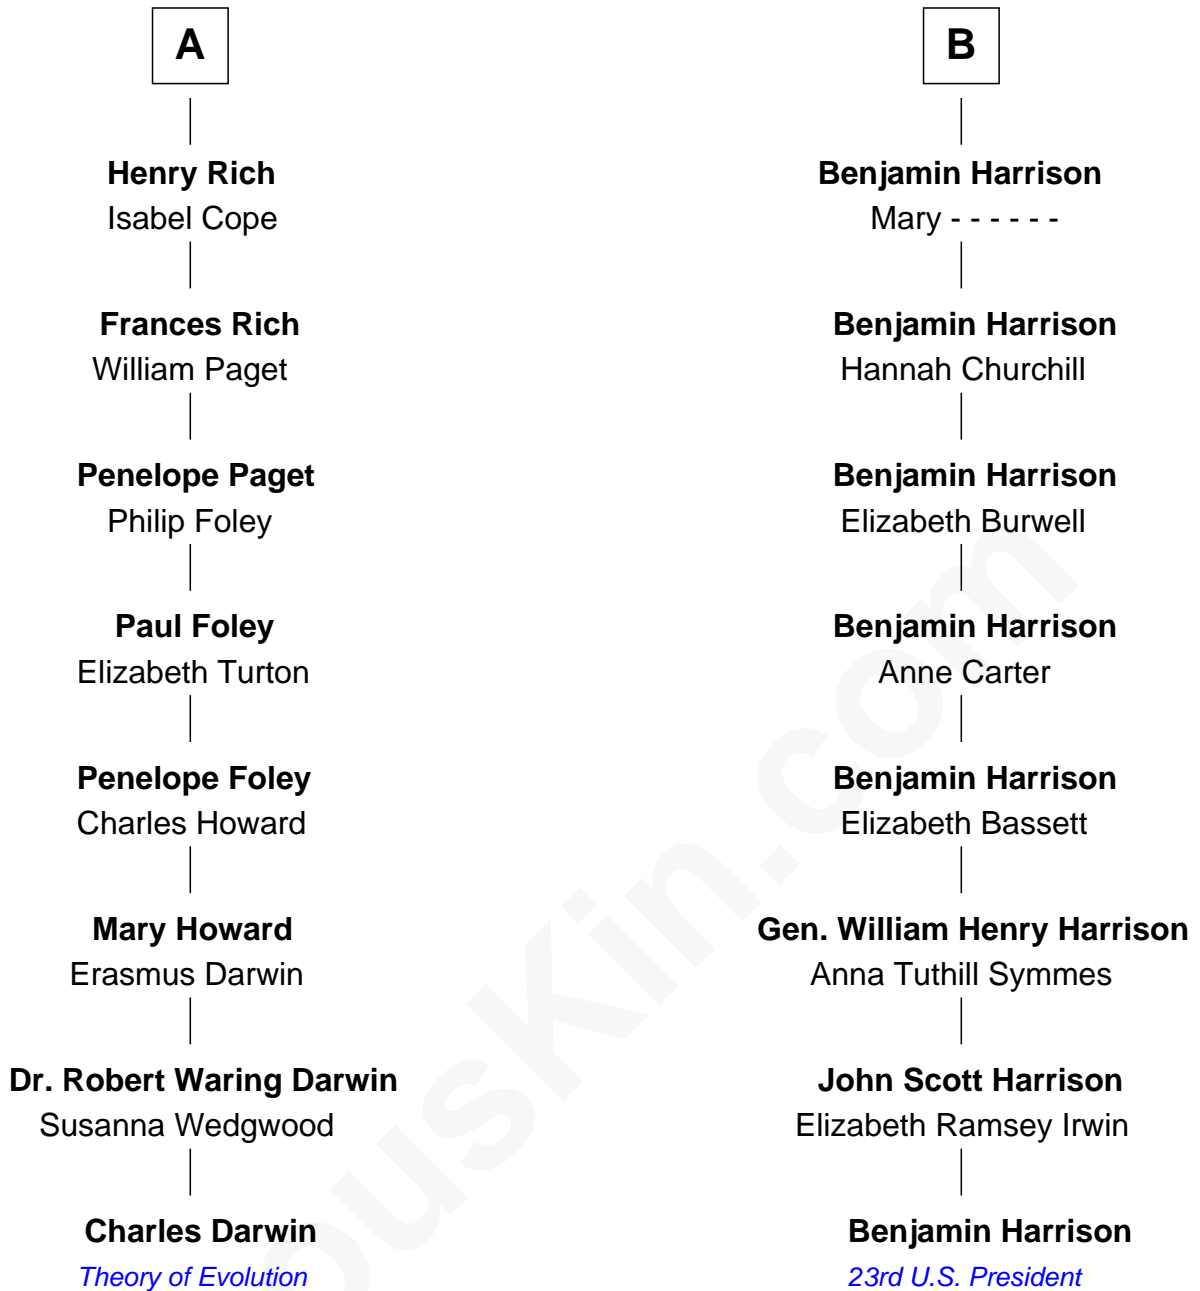 A
Henry Rich
Isabel Cope
Frances Rich
William Paget
Penelope Paget
Philip Foley
Paul Foley
Elizabeth Turton
Penelope Foley
Charles Howard
Mary Howard
Erasmus Darwin
Dr. Robert Waring Darwin
Susanna Wedgwood
Charles Darwin
Theory of Evolution
B
Benjamin Harrison
Mary - - - - - -
Benjamin Harrison
Hannah Churchill
Benjamin Harrison
Elizabeth Burwell
Benjamin Harrison
Anne Carter
Benjamin Harrison
Elizabeth Bassett
Gen. William Henry Harrison
Anna Tuthill Symmes
John Scott Harrison
Elizabeth Ramsey Irwin
Benjamin Harrison
23rd U.S. President
ousKin.com